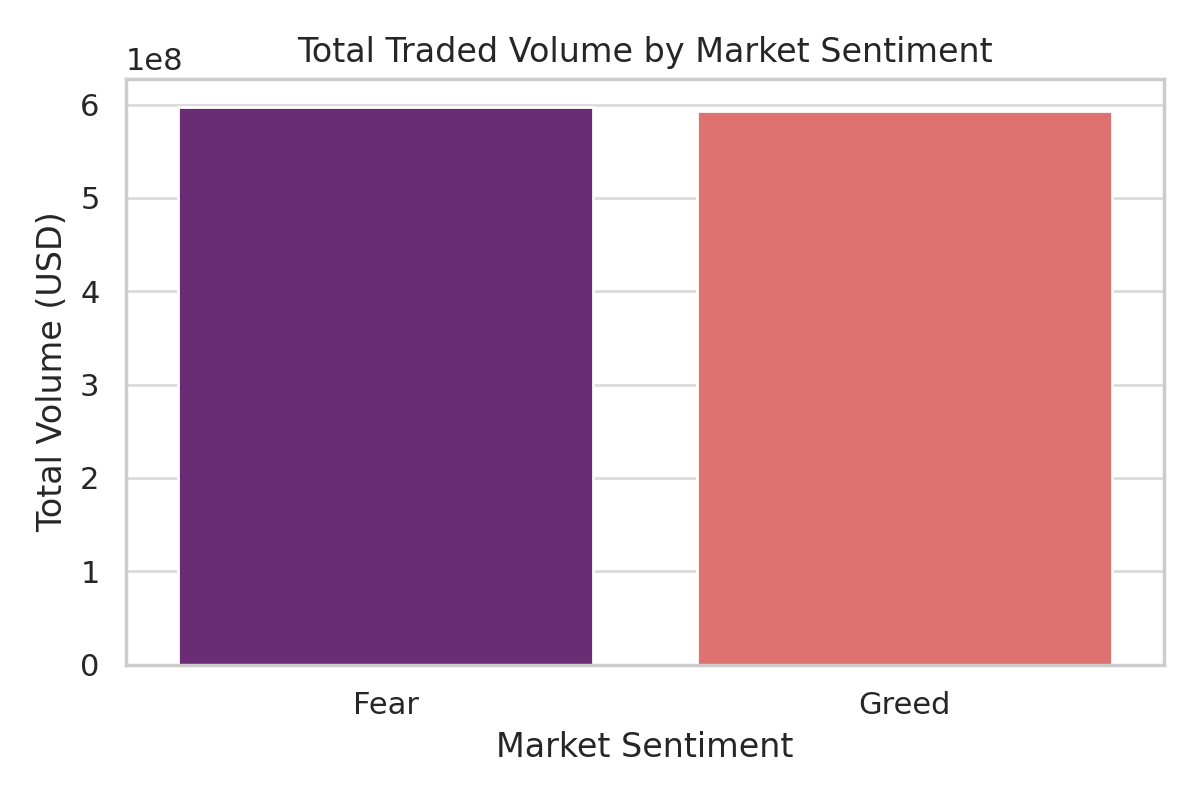 Total Traded Volume by Market Sentiment
1e8
6
5
4
3
2
1
0
Total Volume (USD)
Fear
Greed
Market Sentiment